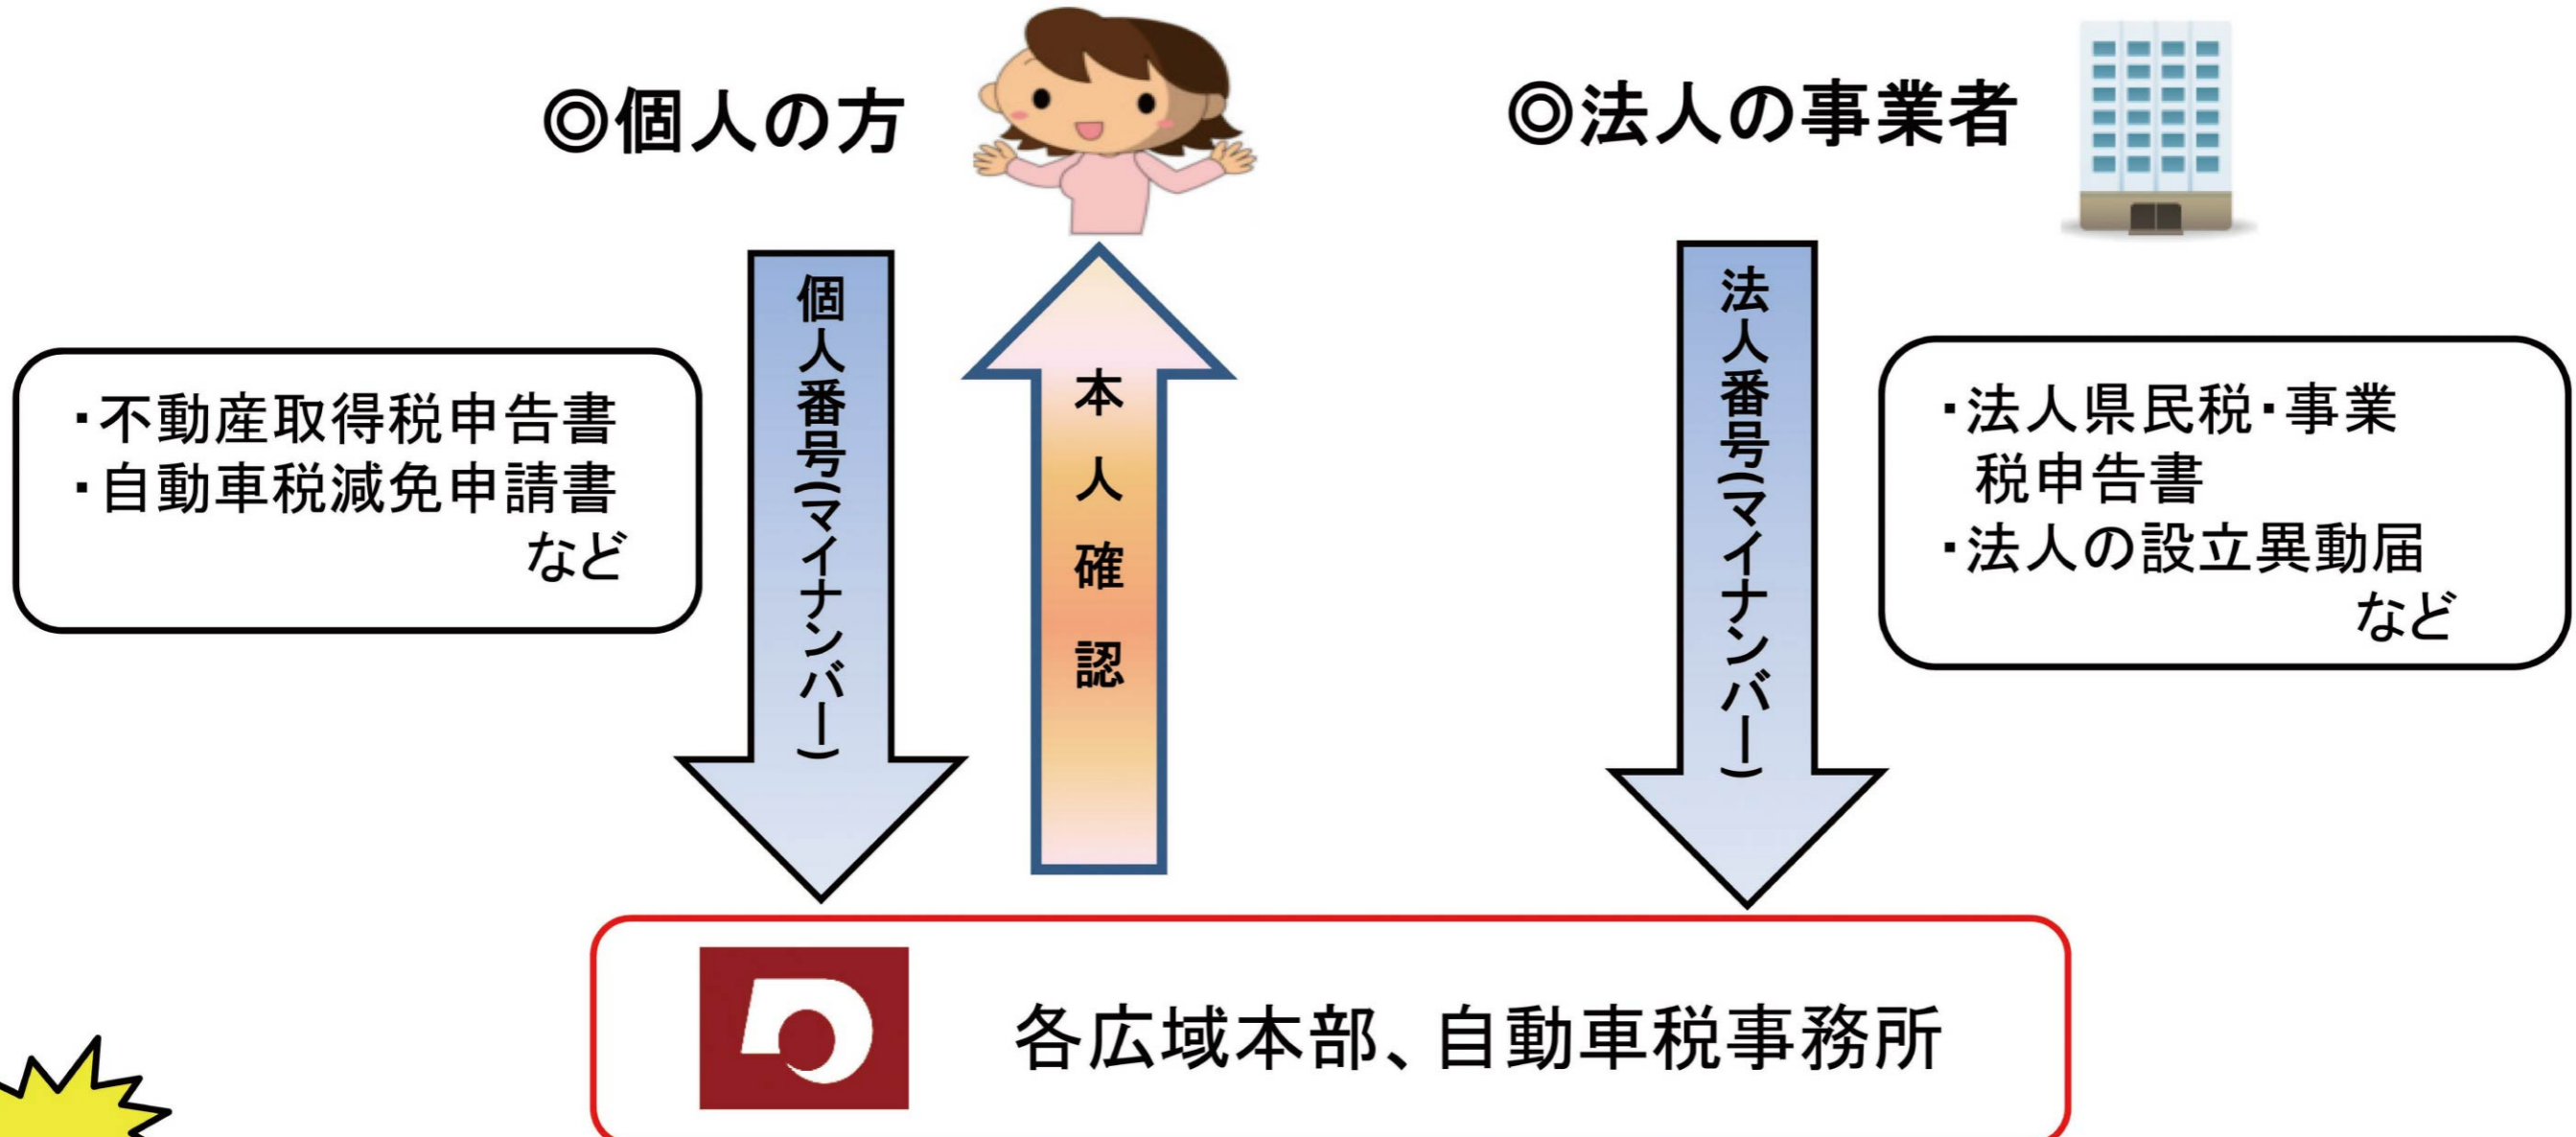 ◎個人の方
◎法人の事業者
・不動産取得税申告書
・自動車税減免申請書
など
個人番号(マイナンバー)
本人確認
法人番号(マイナンバー)
・法人県民税・事業
税申告書
・法人の設立異動届
など
各広域本部、自動車税事務所